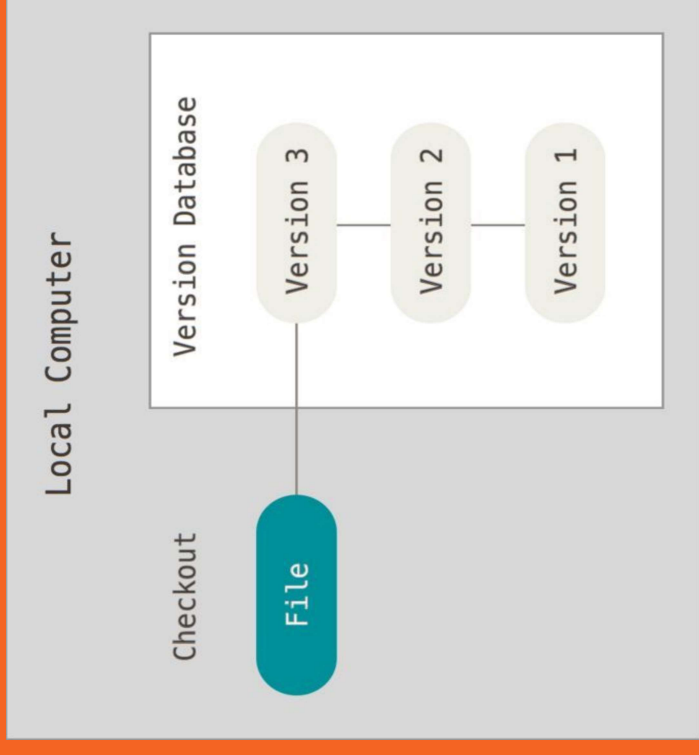 Local Computer
Checkout
Version Database
File
Version 3
Version 2
Version 1